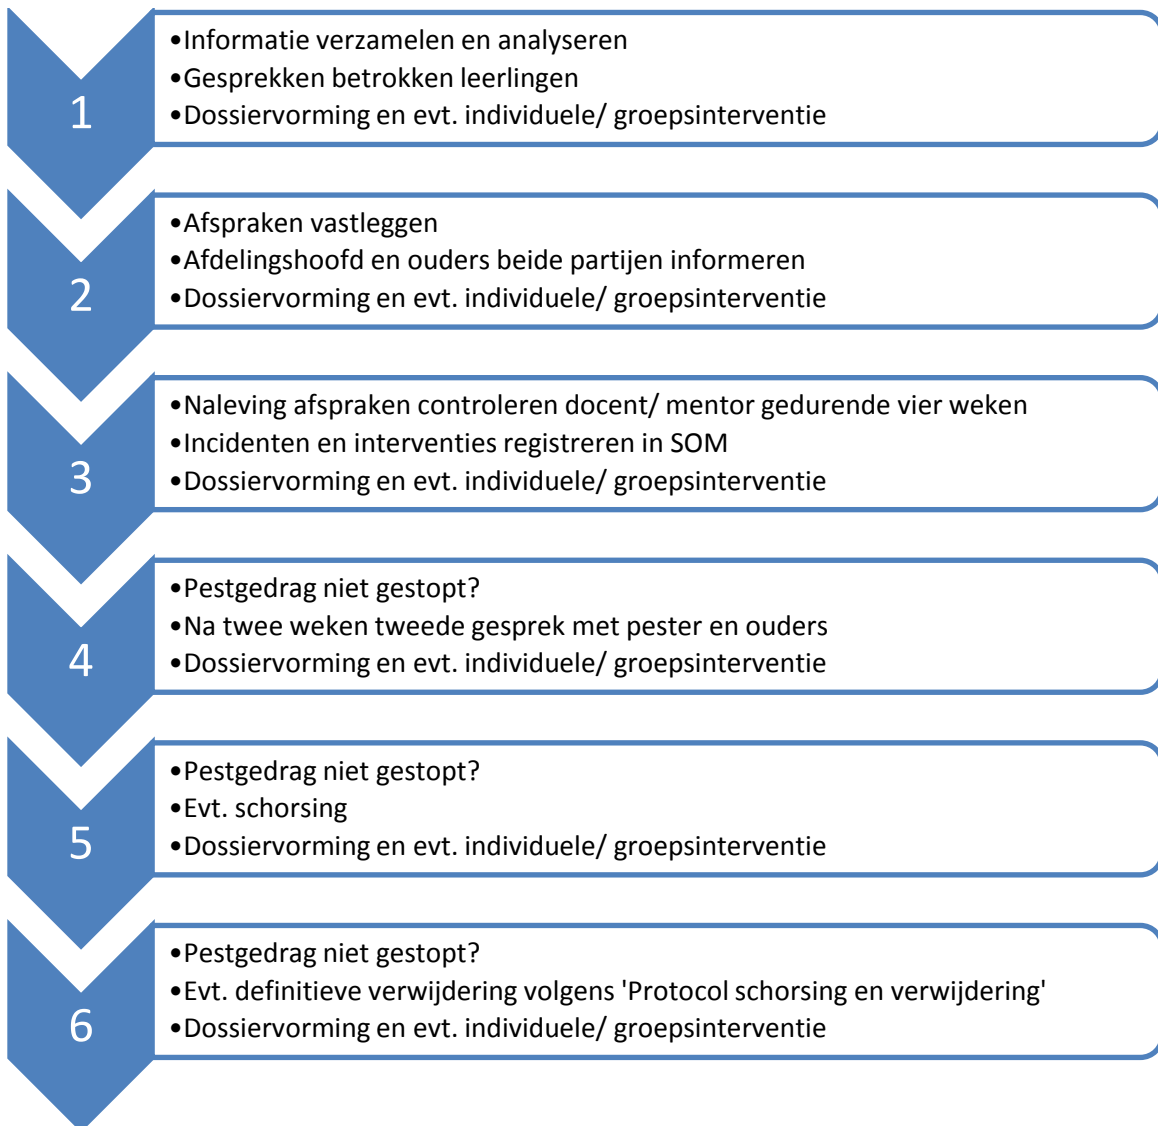 1
•Informatie verzamelen en analyseren
•Gesprekken betrokken leerlingen
•Dossiervorming en evt. individuele/ groepsinterventie
2
•Afspraken vastleggen
•Afdelingshoofd en ouders beide partijen informeren
•Dossiervorming en evt. individuele/ groepsinterventie
3
•Naleving afspraken controleren docent/ mentor gedurende vier weken
•Incidenten en interventies registreren in SOM
•Dossiervorming en evt. individuele/ groepsinterventie
4
•Pestgedrag niet gestopt?
•Na twee weken tweede gesprek met pester en ouders
•Dossiervorming en evt. individuele/ groepsinterventie
5
•Pestgedrag niet gestopt?
•Evt. schorsing
•Dossiervorming en evt. individuele/ groepsinterventie
6
•Pestgedrag niet gestopt?
•Evt. definitieve verwijdering volgens 'Protocol schorsing en verwijdering'
•Dossiervorming en evt. individuele/ groepsinterventie